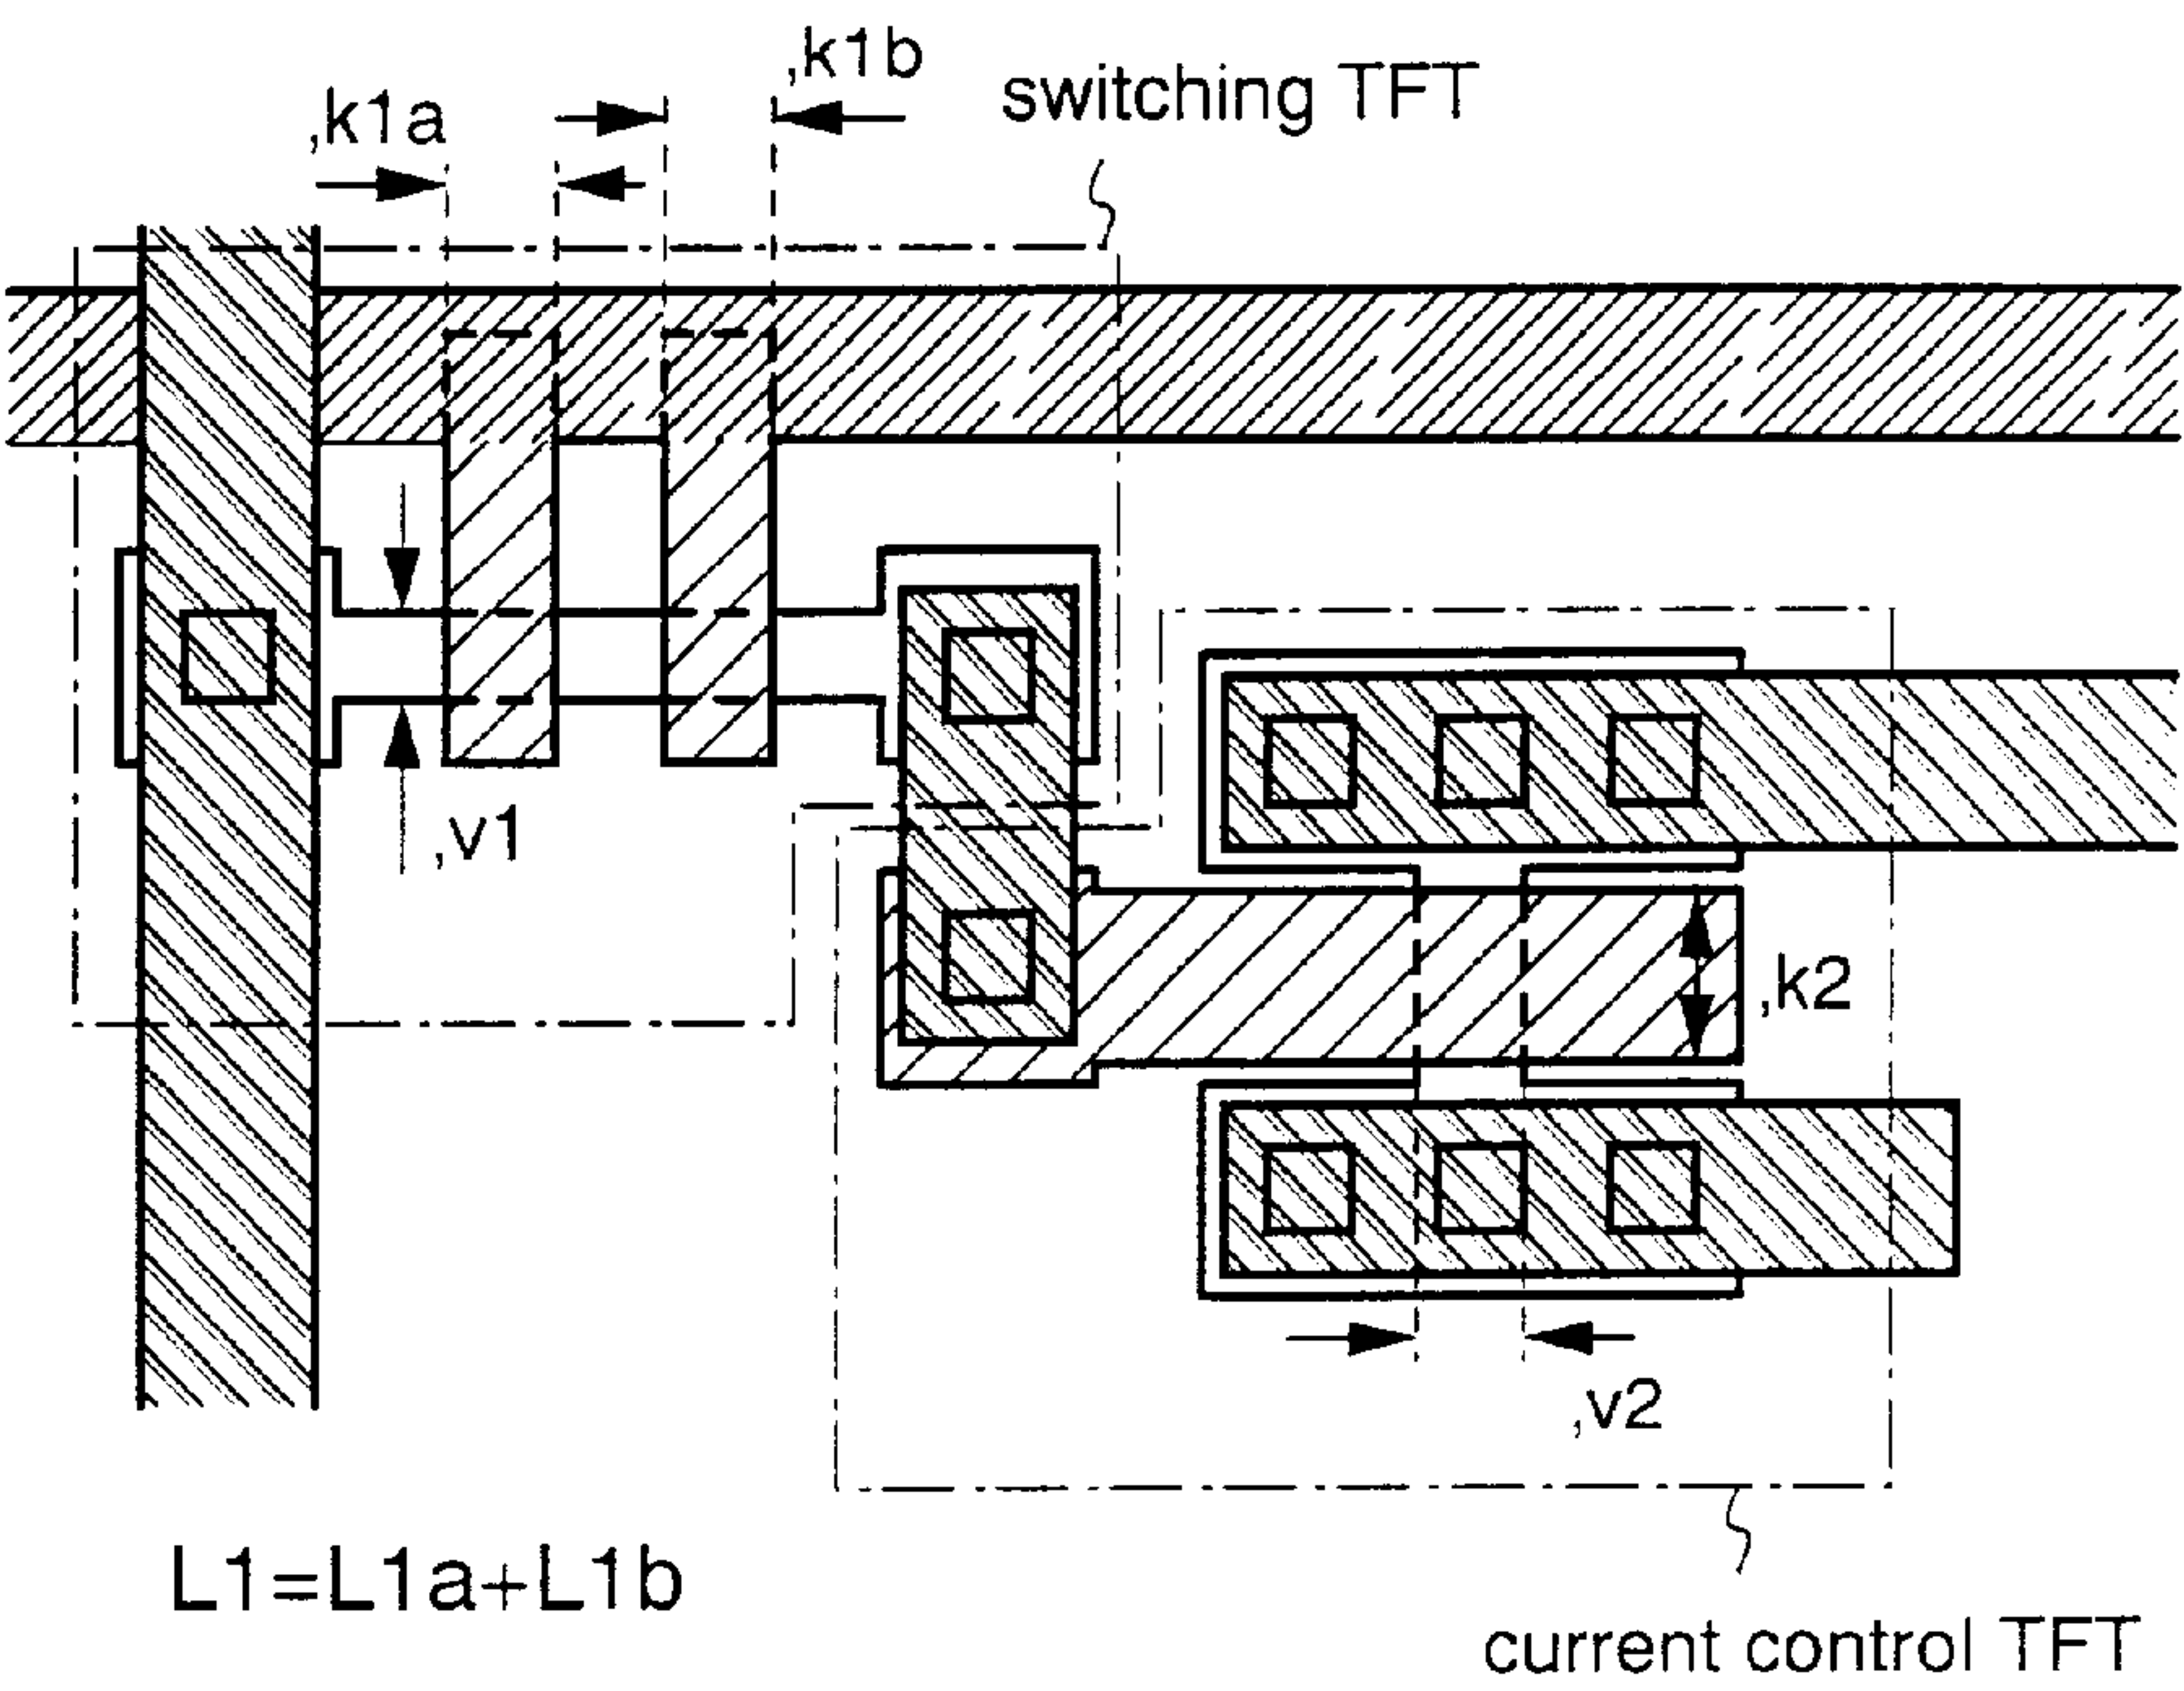 ,k1b
switching TFT
,k1a
,v1
,k2
,v2
L1=L1a+L1b
current control TFT